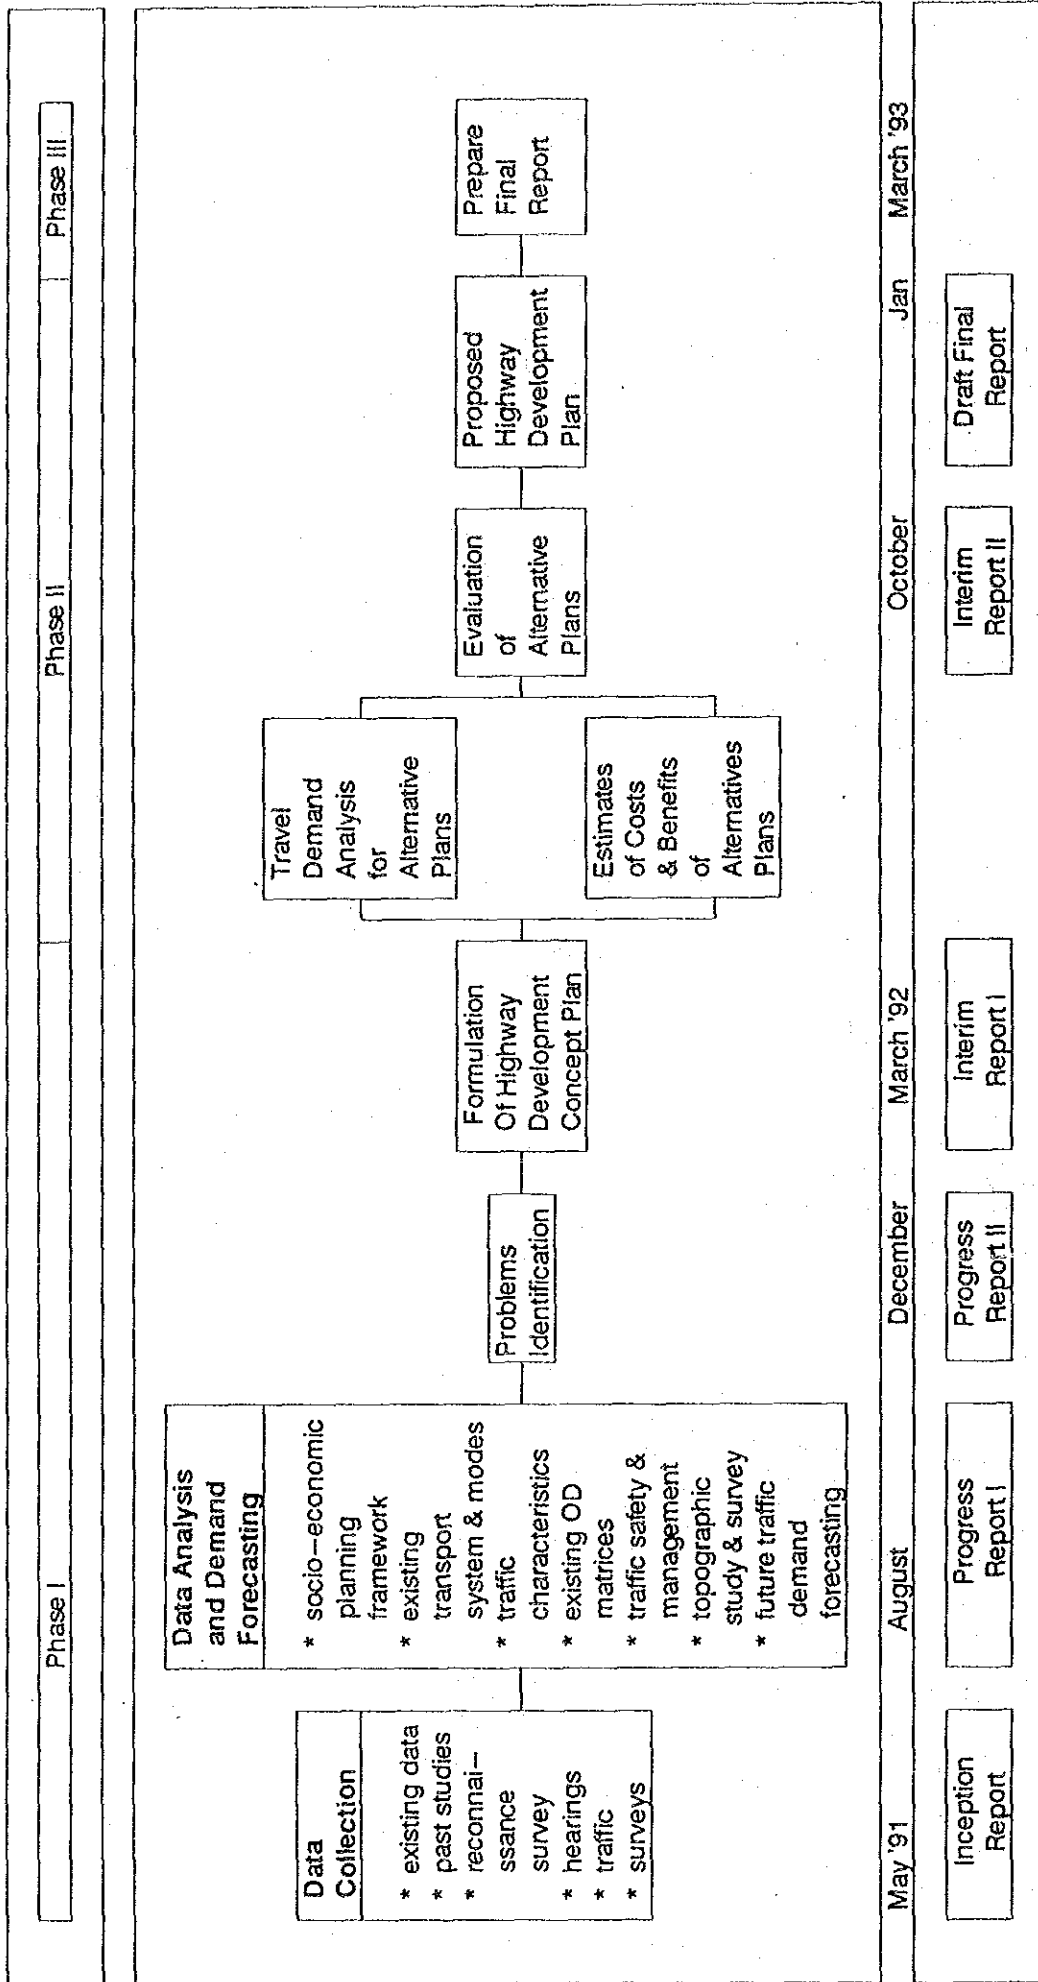 Phase I
Phase II
Phase III
Data
Collection
* existing data
* past studies
* reconnai-
ssance
survey
* hearings
* traffic
* surveys
Data Analysis
and Demand
Forecasting
* socio-economic
planning
framework
* existing
transport
system & modes
* traffic
characteristics
* existing OD
matrices
* traffic safety &
management
* topographic
study & survey
* future traffic
demand
forecasting
Problems
Identification
Formulation
Of Highway
Development
Concept Plan
Travel
Demand
Analysis
for
Alternative
Plans
Estimates
of Costs
& Benefits
of
Alternatives
Plans
Evaluation
of
Alternative
Plans
Proposed
Highway
Development
Plan
Prepare
Final
Report
May '91
August
December
March '92
October
Jan
March '93
Inception
Report
Progress
Report I
Progress
Report II
Interim
Report I
Interim
Report II
Draft Final
Report